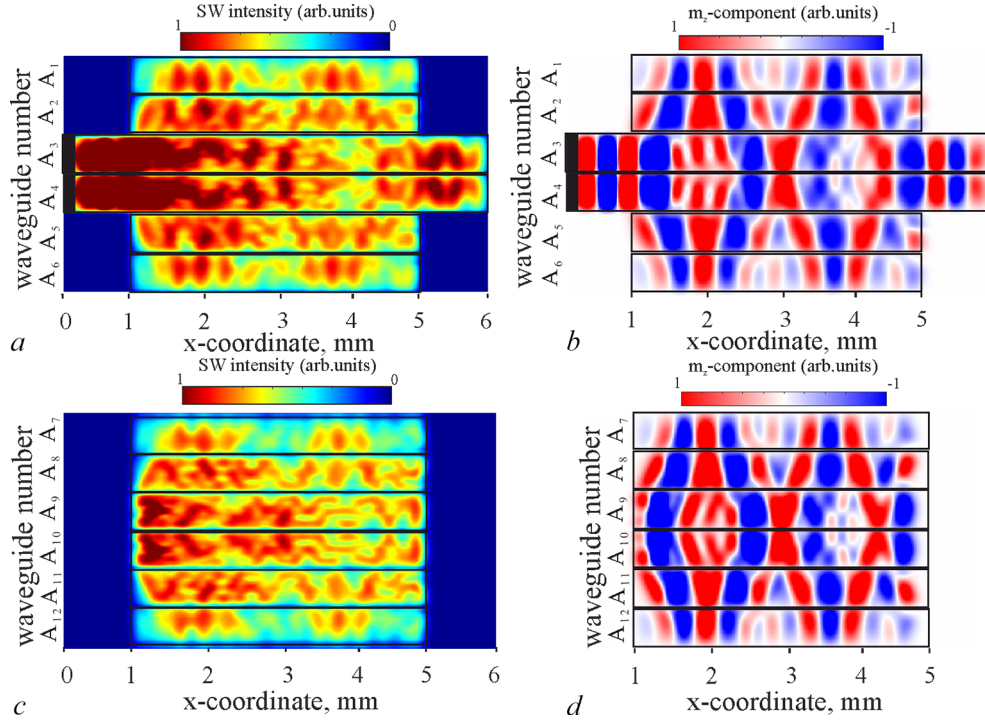 SW intensity (arb.units)
1 0
waveguide number
A1
A2
A3
A4
A5
A6
0 1 2 3 4 5 6
x-coordinate, mm
a
mz-component (arb.units)
1 -1
waveguide number
A1
A2
A3
A4
A5
A6
1 2 3 4 5
x-coordinate, mm
b
SW intensity (arb.units)
1 0
waveguide number
A7
A8
A9
A10
A11
A12
0 1 2 3 4 5 6
x-coordinate, mm
c
mz-component (arb.units)
1 -1
waveguide number
A7
A8
A9
A10
A11
A12
1 2 3 4 5
x-coordinate, mm
d